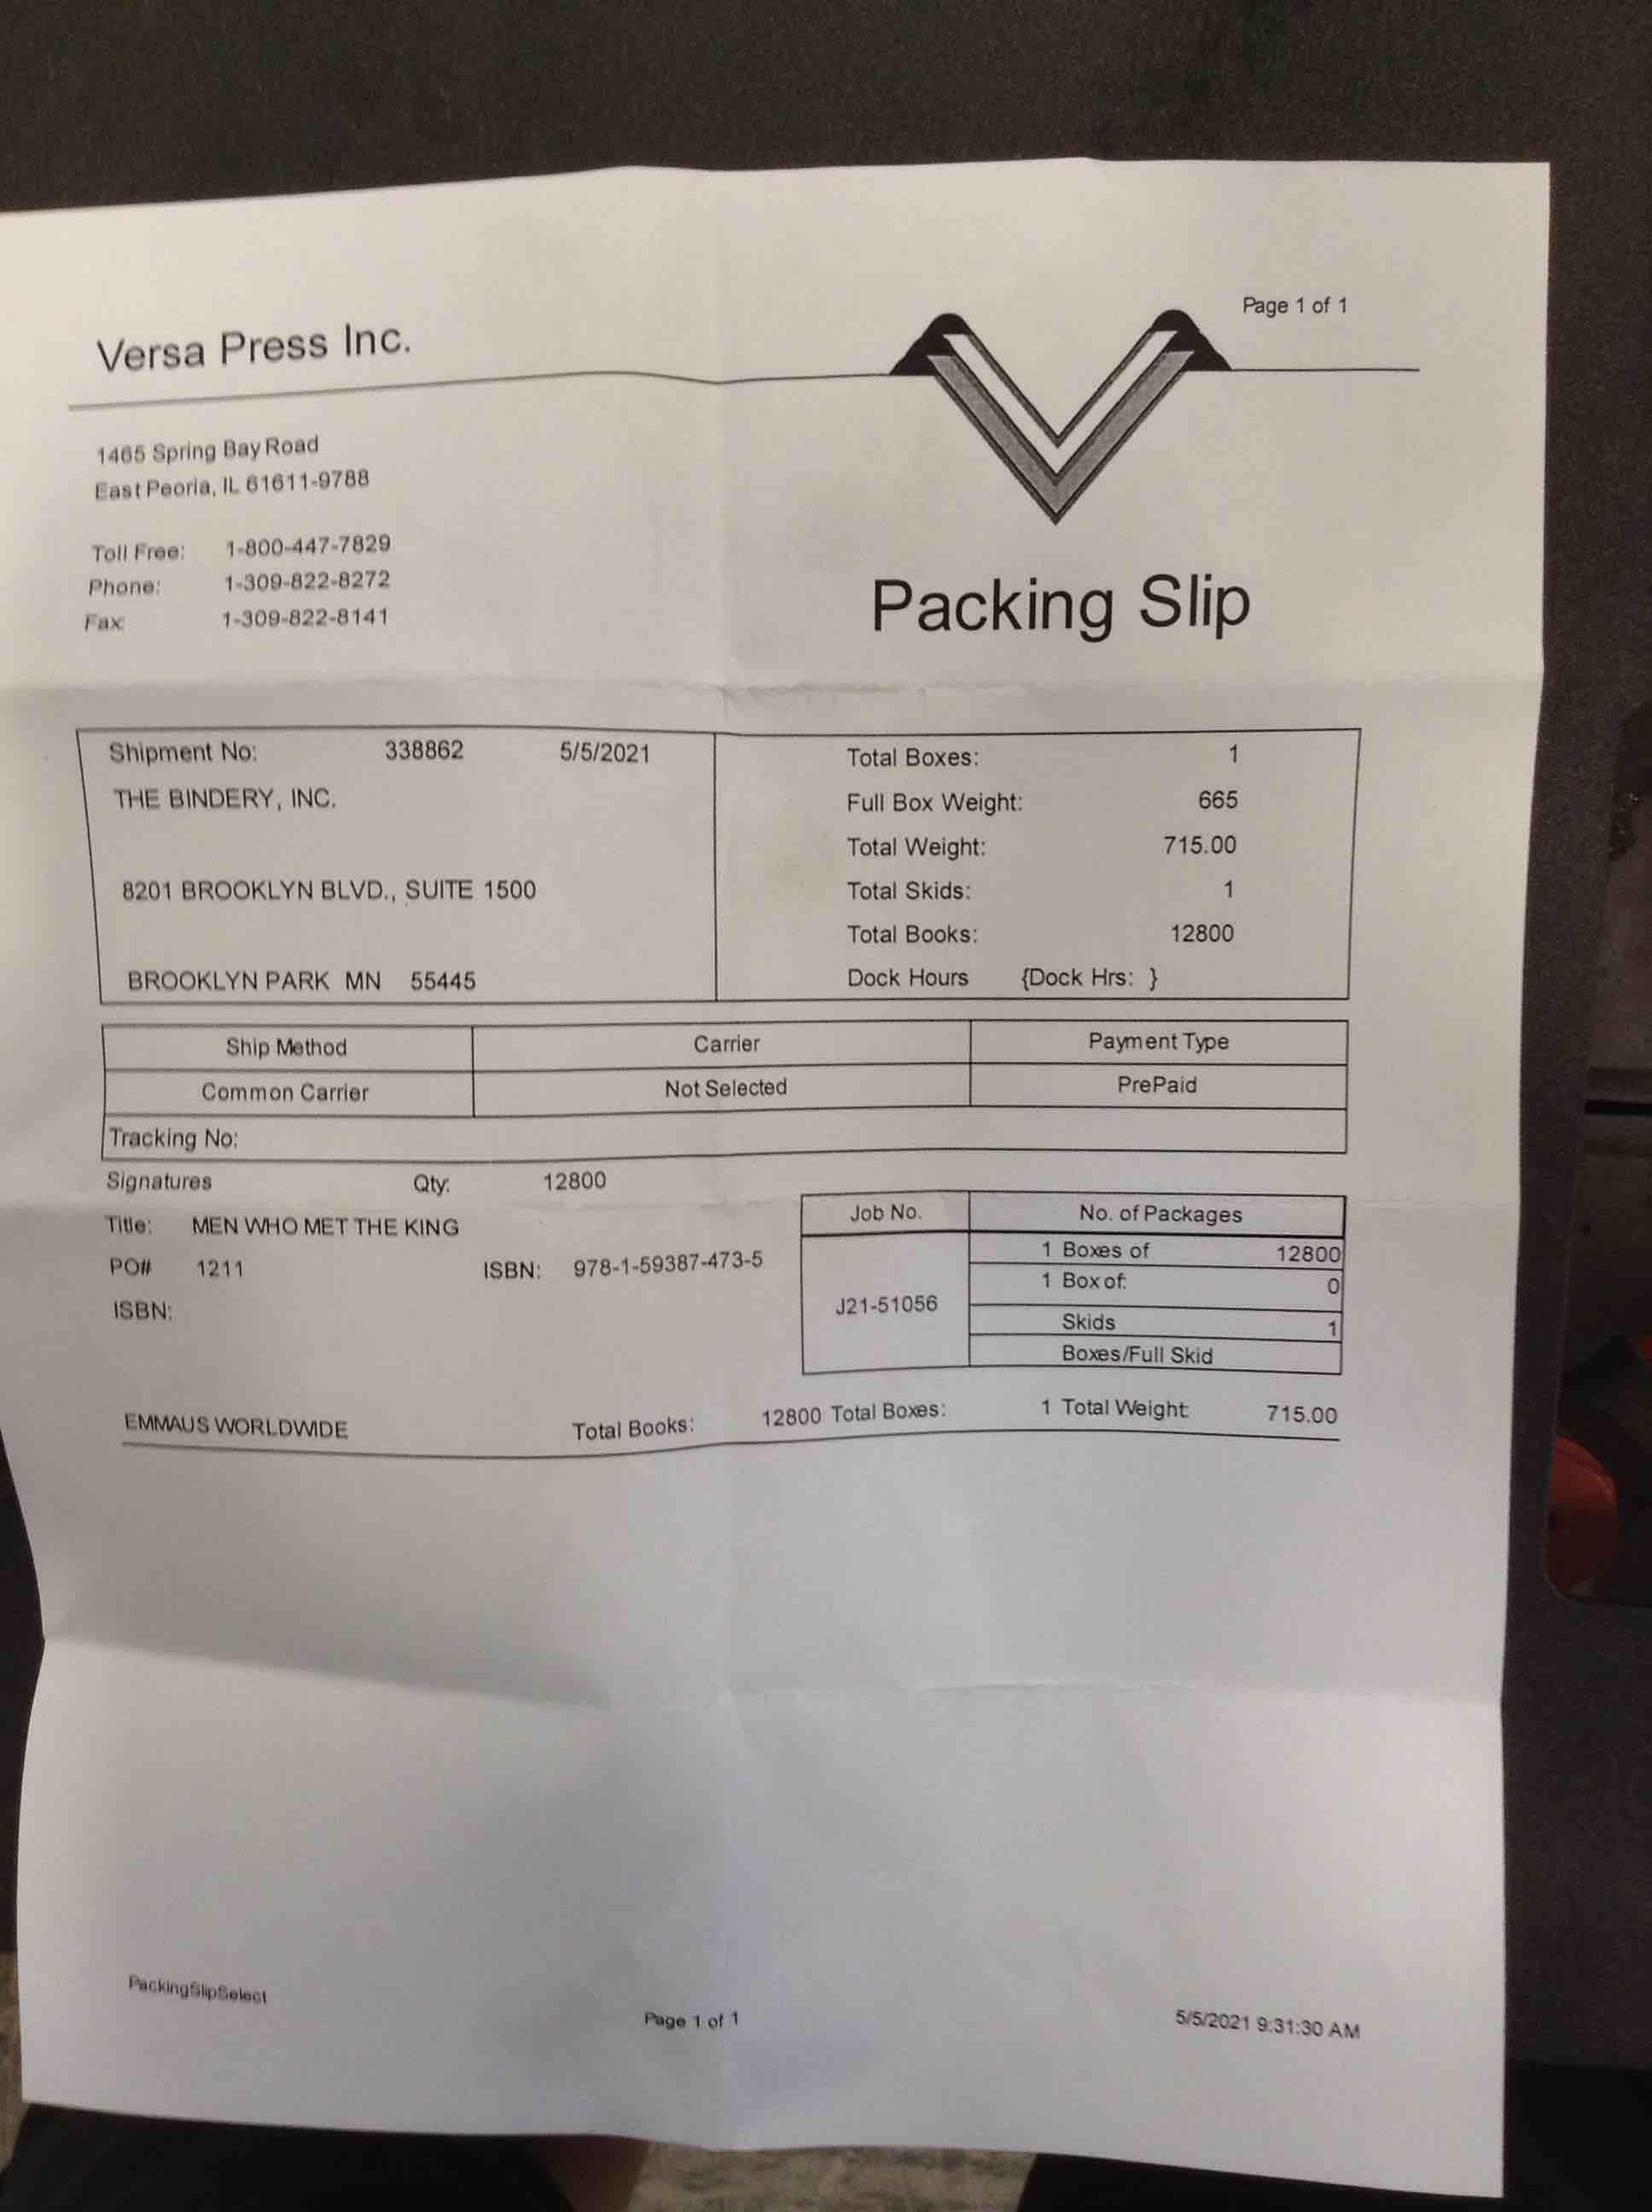 Page 1 of 1
Versa Press Inc.
1465 Spring Bay Road
East Peoria, IL 61611-9788
Toll Free: 1-800-447-7829
Phone: 1-309-822-8272
Fax: 1-309-822-8141
Packing Slip
Shipment No: 338862 5/5/2021
THE BINDERY, INC.
8201 BROOKLYN BLVD., SUITE 1500
BROOKLYN PARK MN 55445
Total Boxes: 1
Full Box Weight: 665
Total Weight: 715.00
Total Skids: 1
Total Books: 12800
Dock Hours {Dock Hrs: }
Ship Method Carrier Payment Type
Common Carrier Not Selected PrePaid
Tracking No:
Signatures Qty: 12800
Title: MEN WHO MET THE KING
PO# 1211 ISBN: 978-1-59387-473-5
ISBN:
Job No. No. of Packages
J21-51056
1 Boxes of 12800
1 Box of: 0
Skids 1
Boxes/Full Skid
EMMAUS WORLDWIDE Total Books: 12800 Total Boxes: 1 Total Weight: 715.00
PackingSlipSelect
Page 1 of 1
5/5/2021 9:31:30 AM